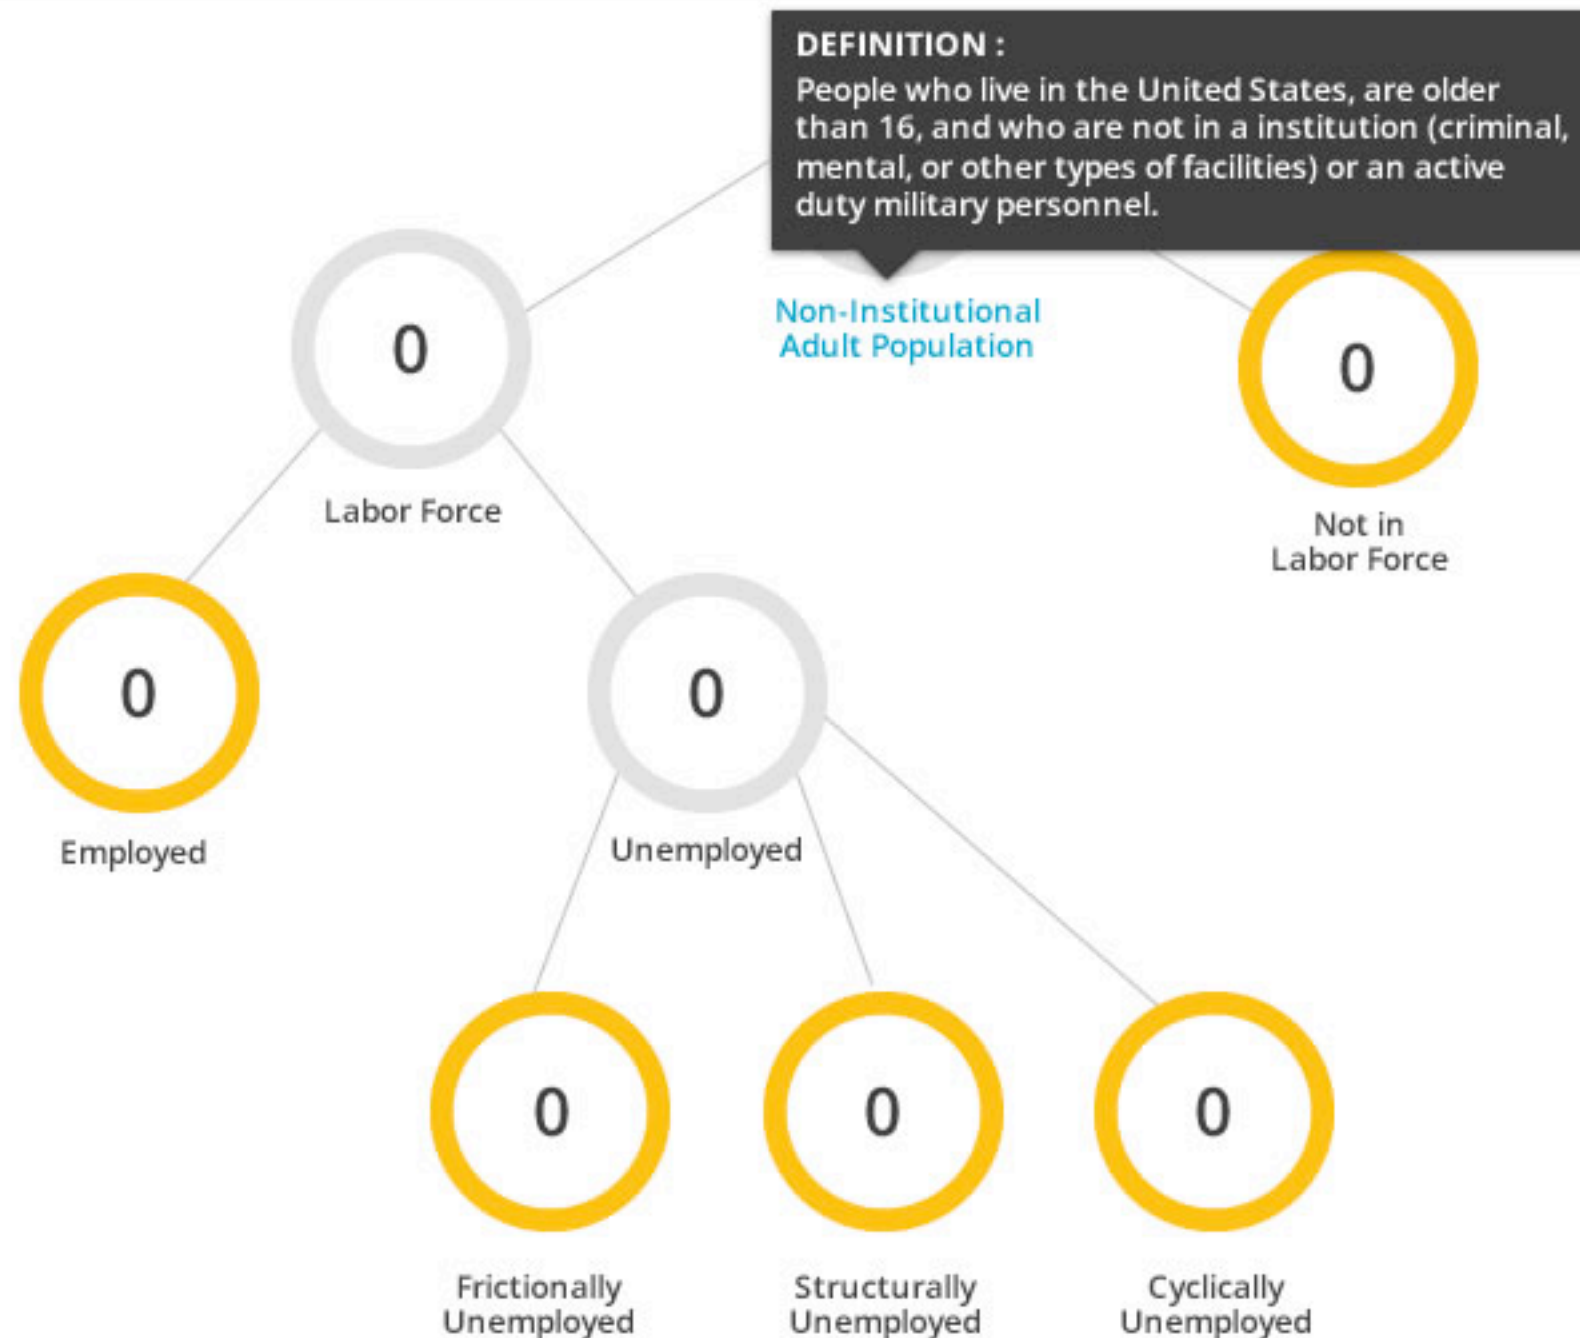 DEFINITION :
People who live in the United States, are older
than 16, and who are not in a institution (criminal,
mental, or other types of facilities) or an active
duty military personnel.
Non-Institutional
Adult Population
0
Labor Force
0
Not in
Labor Force
0
Employed
0
Unemployed
0
Frictionally
Unemployed
0
Structurally
Unemployed
0
Cyclically
Unemployed